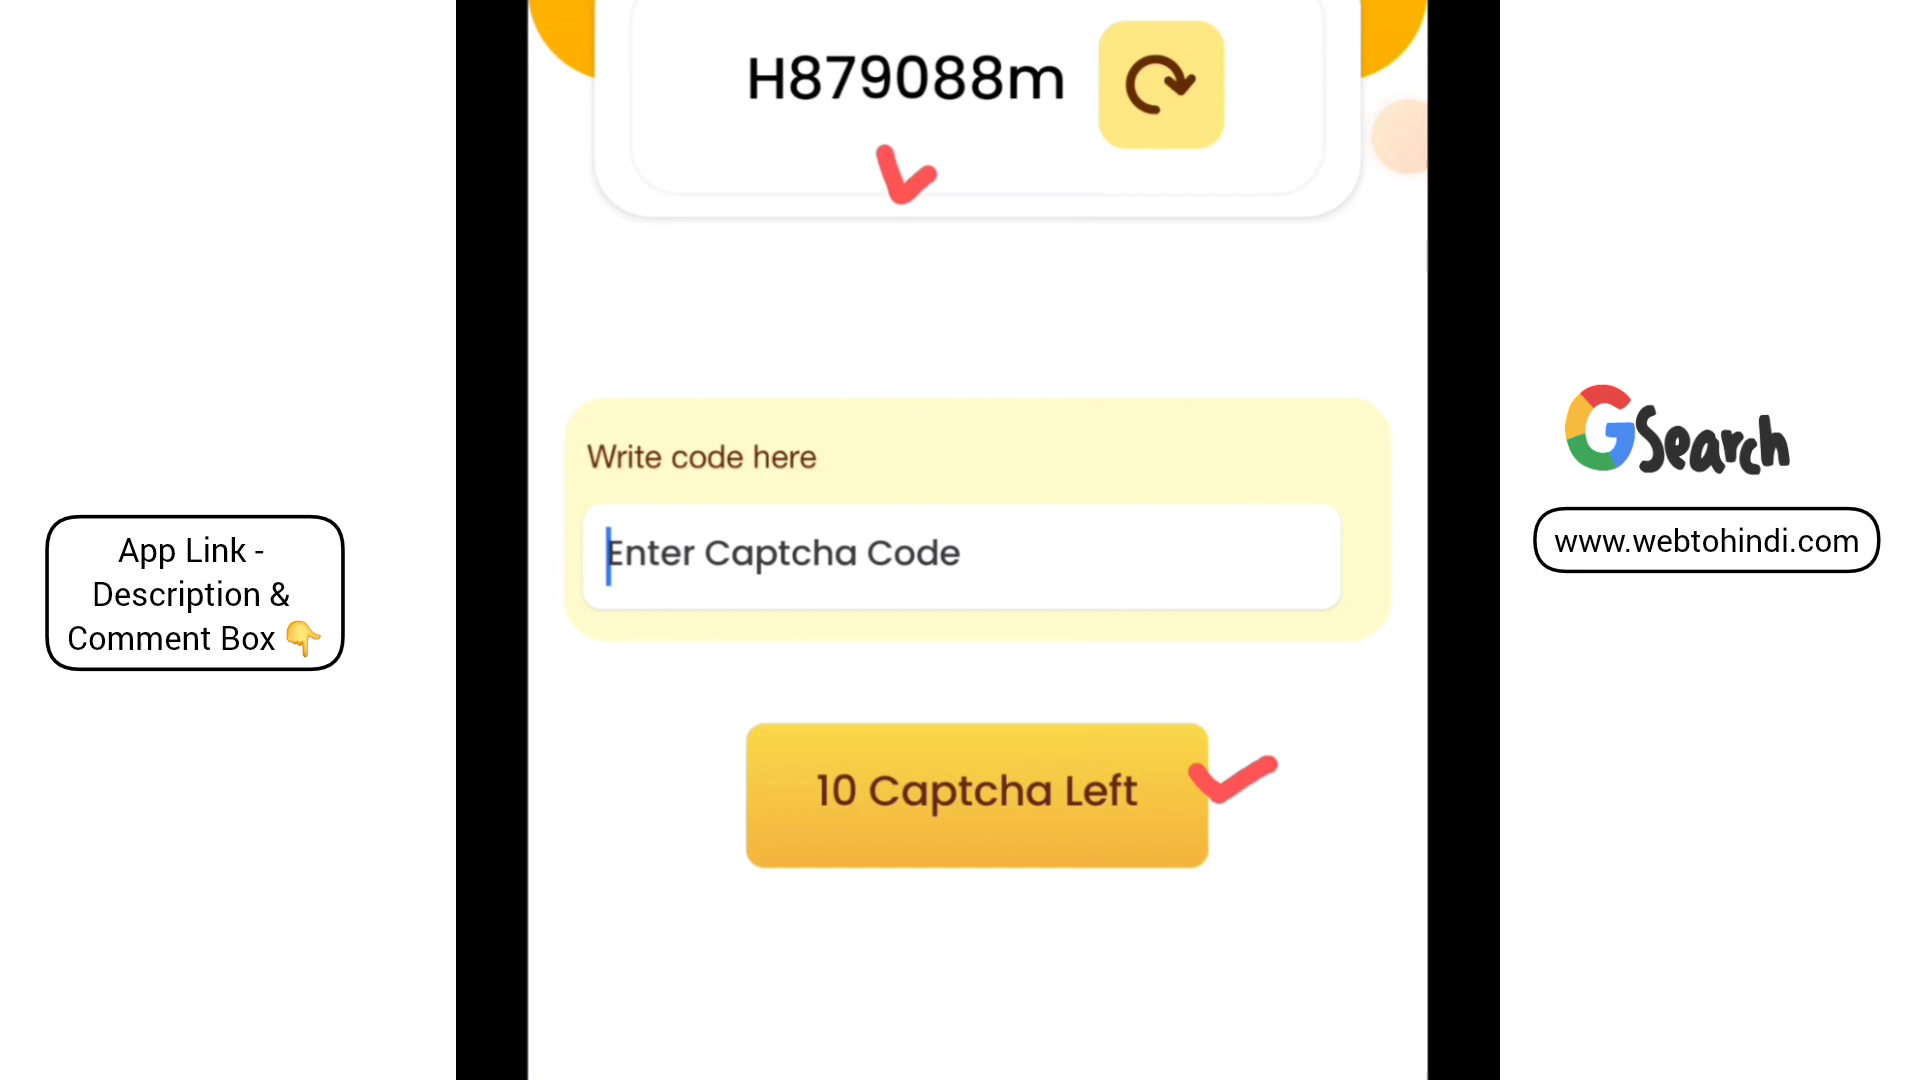 H879088m
Write code here
Enter Captcha Code
10 Captcha Left
App Link -
Description &
Comment Box 👇
GSearch
www.webtohindi.com